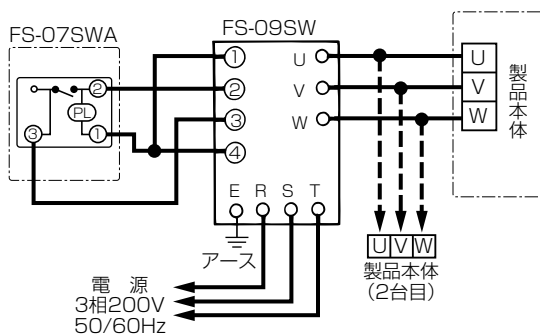 FS-07SWA
②
PL
③
①
FS-09SW
①
②
③
④
U
V
W
E R S T
アース
電 源
3相200V
50/60Hz
U
V
W
製品本体
U V W
製品本体
(2台目)